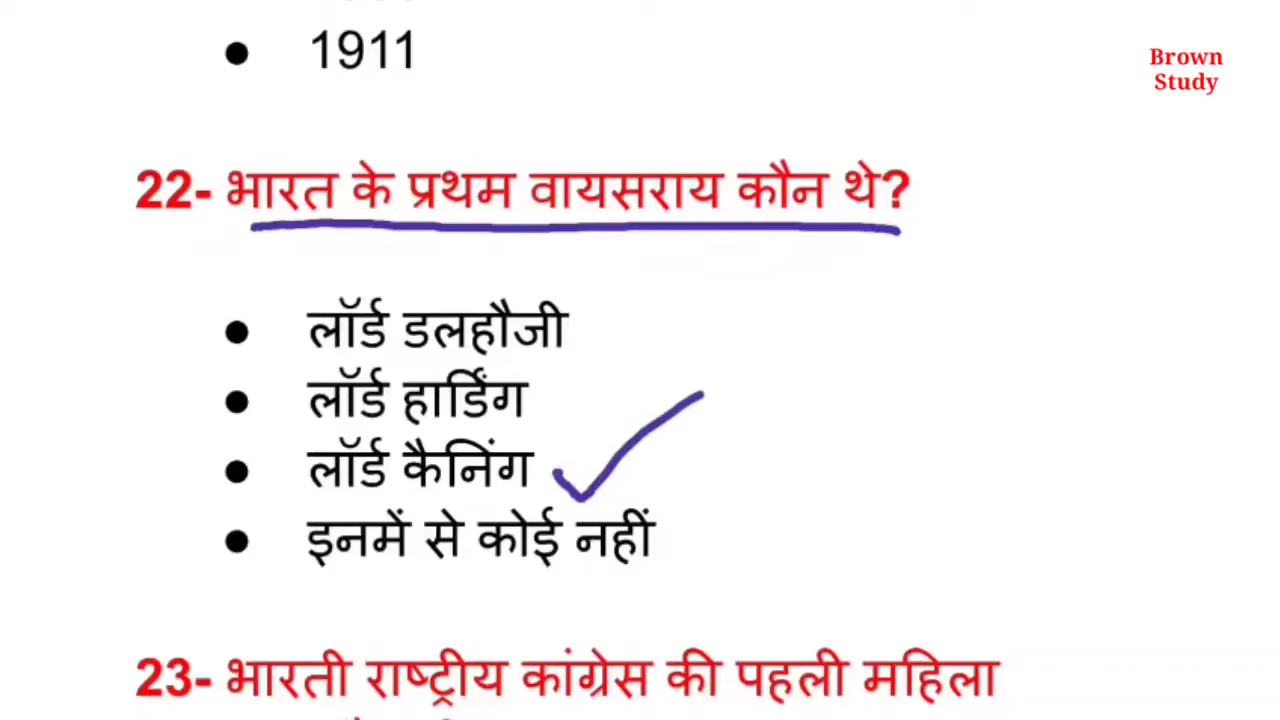 1911
Brown
Study
22- भारत के प्रथम वायसराय कौन थे?
लॉर्ड डलहौजी
लॉर्ड हार्डिंग
लॉर्ड कैनिंग
इनमें से कोई नहीं
23- भारती राष्ट्रीय कांग्रेस की पहली महिला